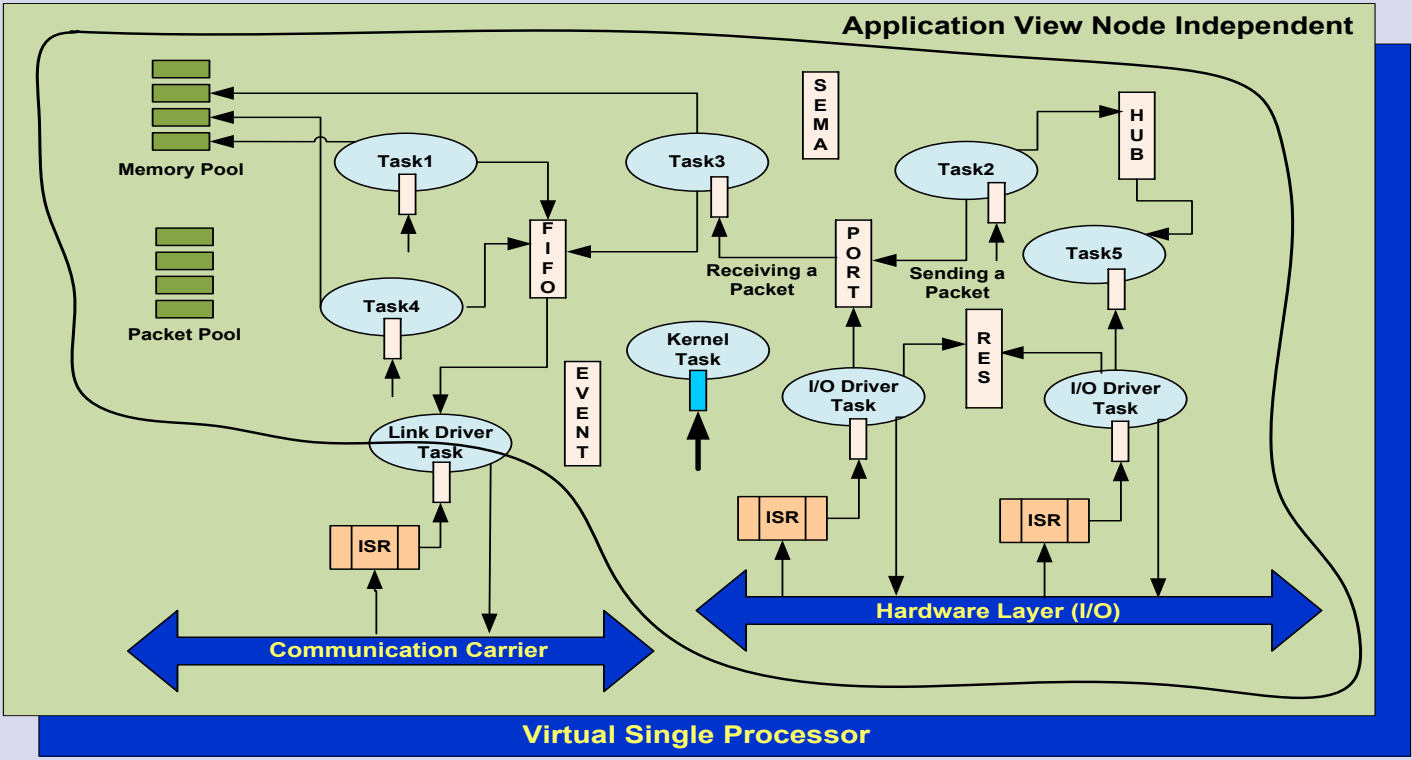 Application View Node Independent
Memory Pool
Packet Pool
Task1
Task3
S
E
M
A
Task2
H
U
B
F
I
F
O
P
O
R
T
Task5
Receiving a
Packet
Sending a
Packet
Task4
Kernel
Task
R
E
S
E
V
E
N
T
I/O Driver
Task
I/O Driver
Task
Link Driver
Task
ISR
ISR
ISR
Hardware Layer (I/O)
Communication Carrier
Virtual Single Processor